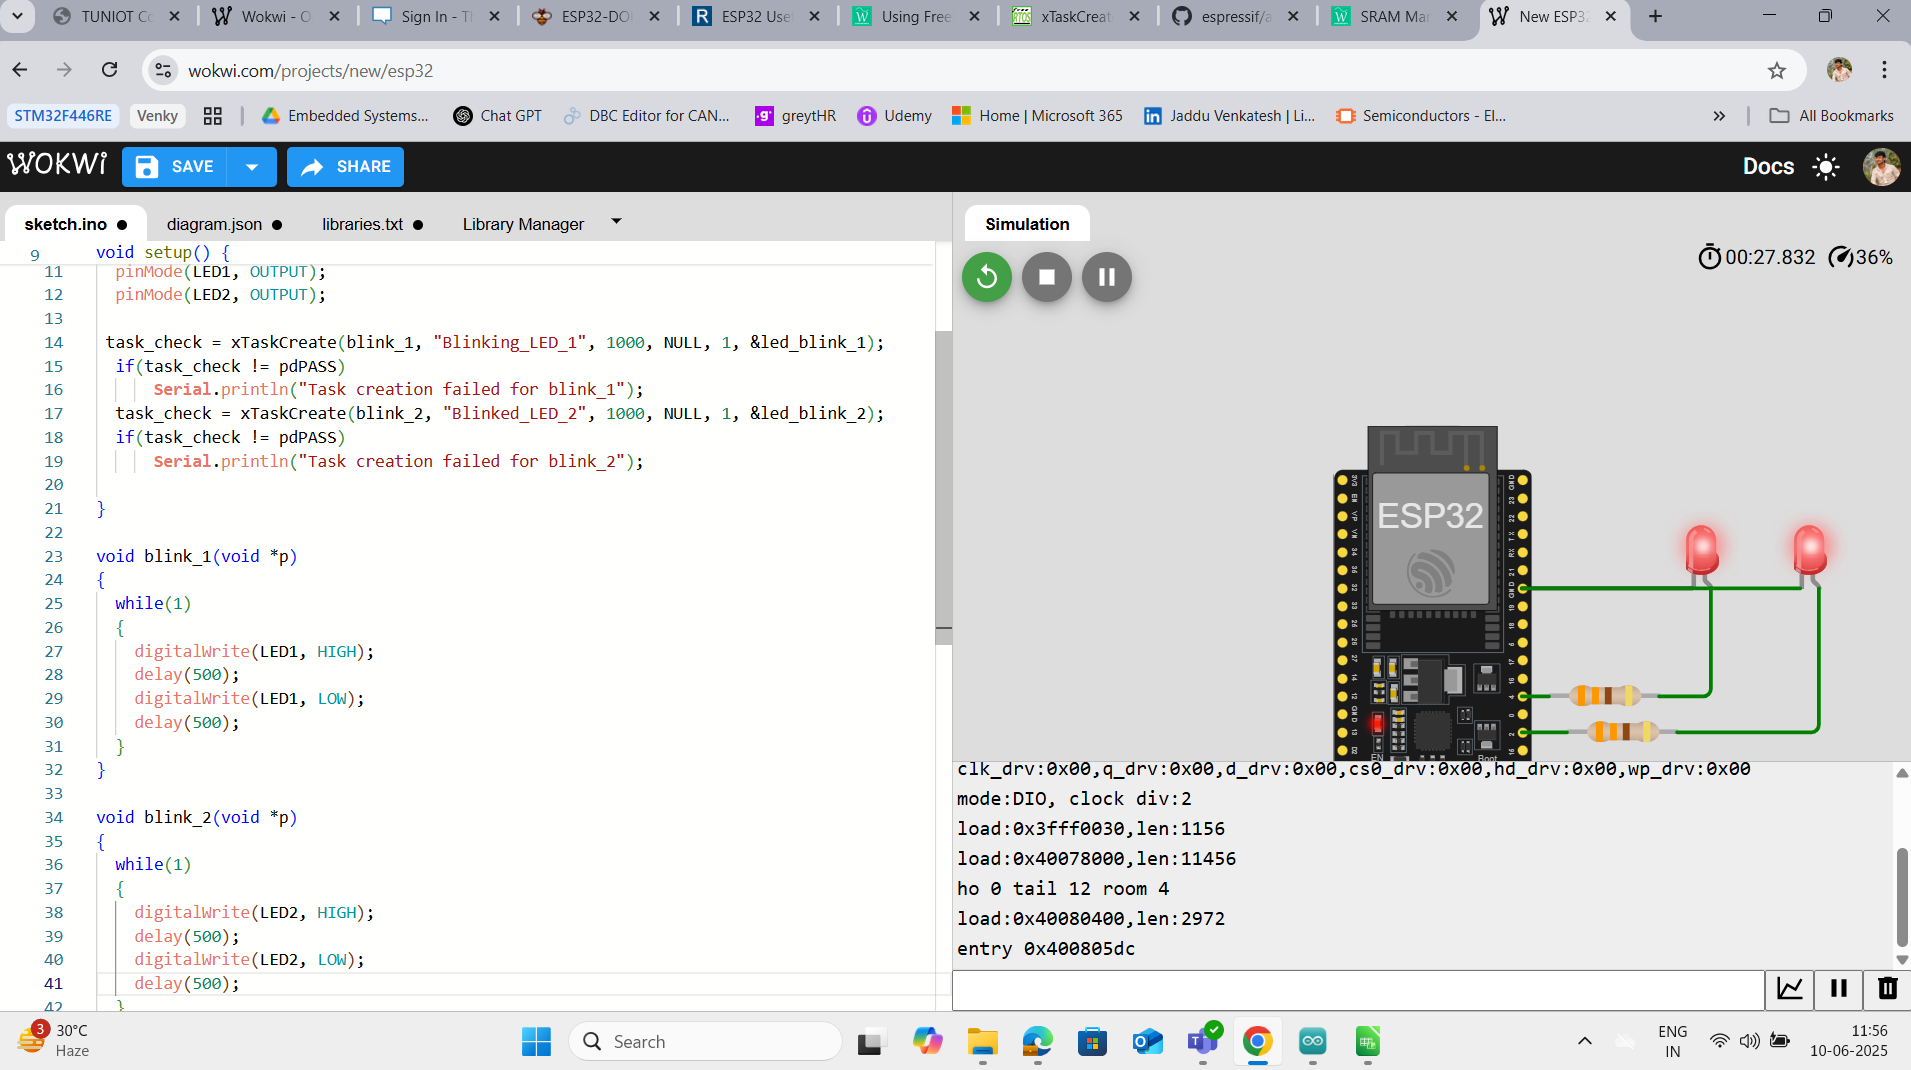 TUNIOT Co
Wokwi - O
Sign In - Tl
ESP32-DO
ESP32 Use
Using Free
xTaskCreat
espressif/a
SRAM Mar
New ESP32
wokwi.com/projects/new/esp32
STM32F446RE
Venky
Embedded Systems...
Chat GPT
DBC Editor for CAN...
greytHR
Udemy
Home | Microsoft 365
Jaddu Venkatesh | Li...
Semiconductors - El...
»
All Bookmarks
WOKWi
SAVE
SHARE
Docs
sketch.ino ●
diagram.json ●
libraries.txt ●
Library Manager
Simulation
00:27.832
36%
9 void setup() {
11 pinMode(LED1, OUTPUT);
12 pinMode(LED2, OUTPUT);
13
14 task_check = xTaskCreate(blink_1, "Blinking_LED_1", 1000, NULL, 1, &led_blink_1);
15 if(task_check != pdPASS)
16 Serial.println("Task creation failed for blink_1");
17 task_check = xTaskCreate(blink_2, "Blinked_LED_2", 1000, NULL, 1, &led_blink_2);
18 if(task_check != pdPASS)
19 Serial.println("Task creation failed for blink_2");
20
21 }
22
23 void blink_1(void *p)
24 {
25 while(1)
26 {
27 digitalWrite(LED1, HIGH);
28 delay(500);
29 digitalWrite(LED1, LOW);
30 delay(500);
31 }
32 }
33
34 void blink_2(void *p)
35 {
36 while(1)
37 {
38 digitalWrite(LED2, HIGH);
39 delay(500);
40 digitalWrite(LED2, LOW);
41 delay(500);
42 }
ESP32
EN
Boot
clk_drv:0x00,q_drv:0x00,d_drv:0x00,cs0_drv:0x00,hd_drv:0x00,wp_drv:0x00
mode:DIO, clock div:2
load:0x3fff0030,len:1156
load:0x40078000,len:11456
ho 0 tail 12 room 4
load:0x40080400,len:2972
entry 0x400805dc
3
30°C
Haze
Search
ENG
IN
11:56
10-06-2025